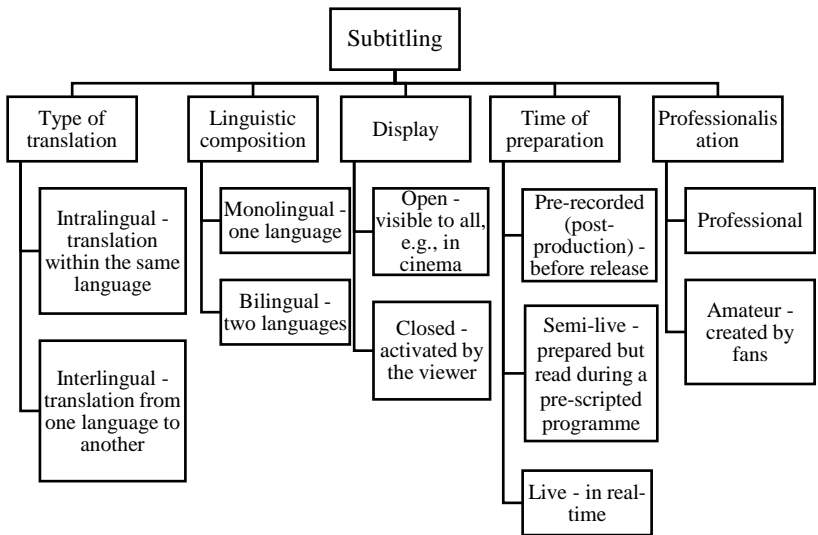 Subtitling
Type of
translation
Intralingual -
translation
within the same
language
Interlingual -
translation from
one language to
another
Linguistic
composition
Monolingual -
one language
Bilingual -
two languages
Display
Open -
visible to all,
e.g., in
cinema
Closed -
activated by
the viewer
Time of
preparation
Pre-recorded
(post-
production) -
before release
Semi-live -
prepared but
read during a
pre-scripted
programme
Live - in real-
time
Professionalis
ation
Professional
Amateur -
created by
fans